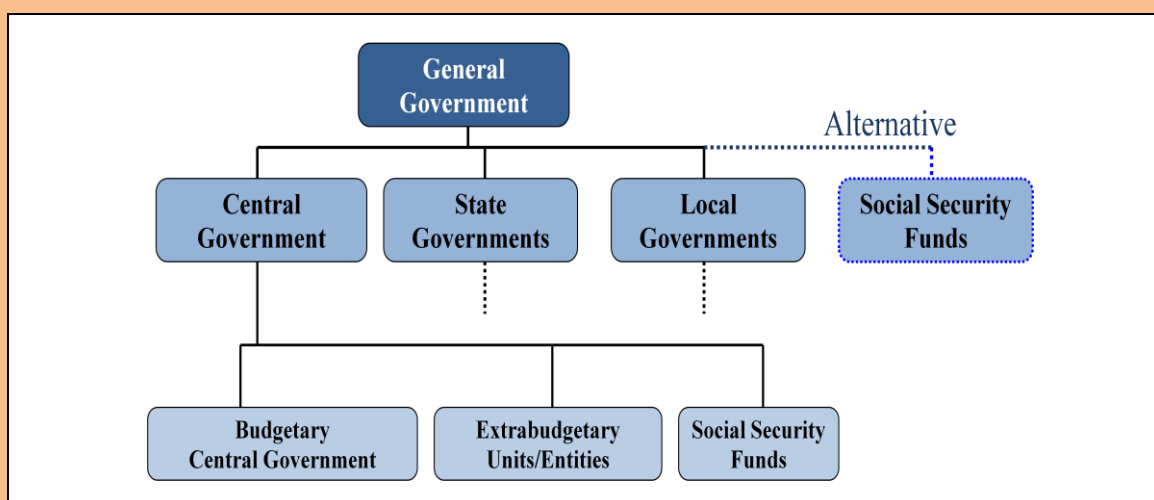 General
Government
Alternative
Central
Government
State
Governments
Local
Governments
Social Security
Funds
Budgetary
Central Government
Extrabudgetary
Units/Entities
Social Security
Funds